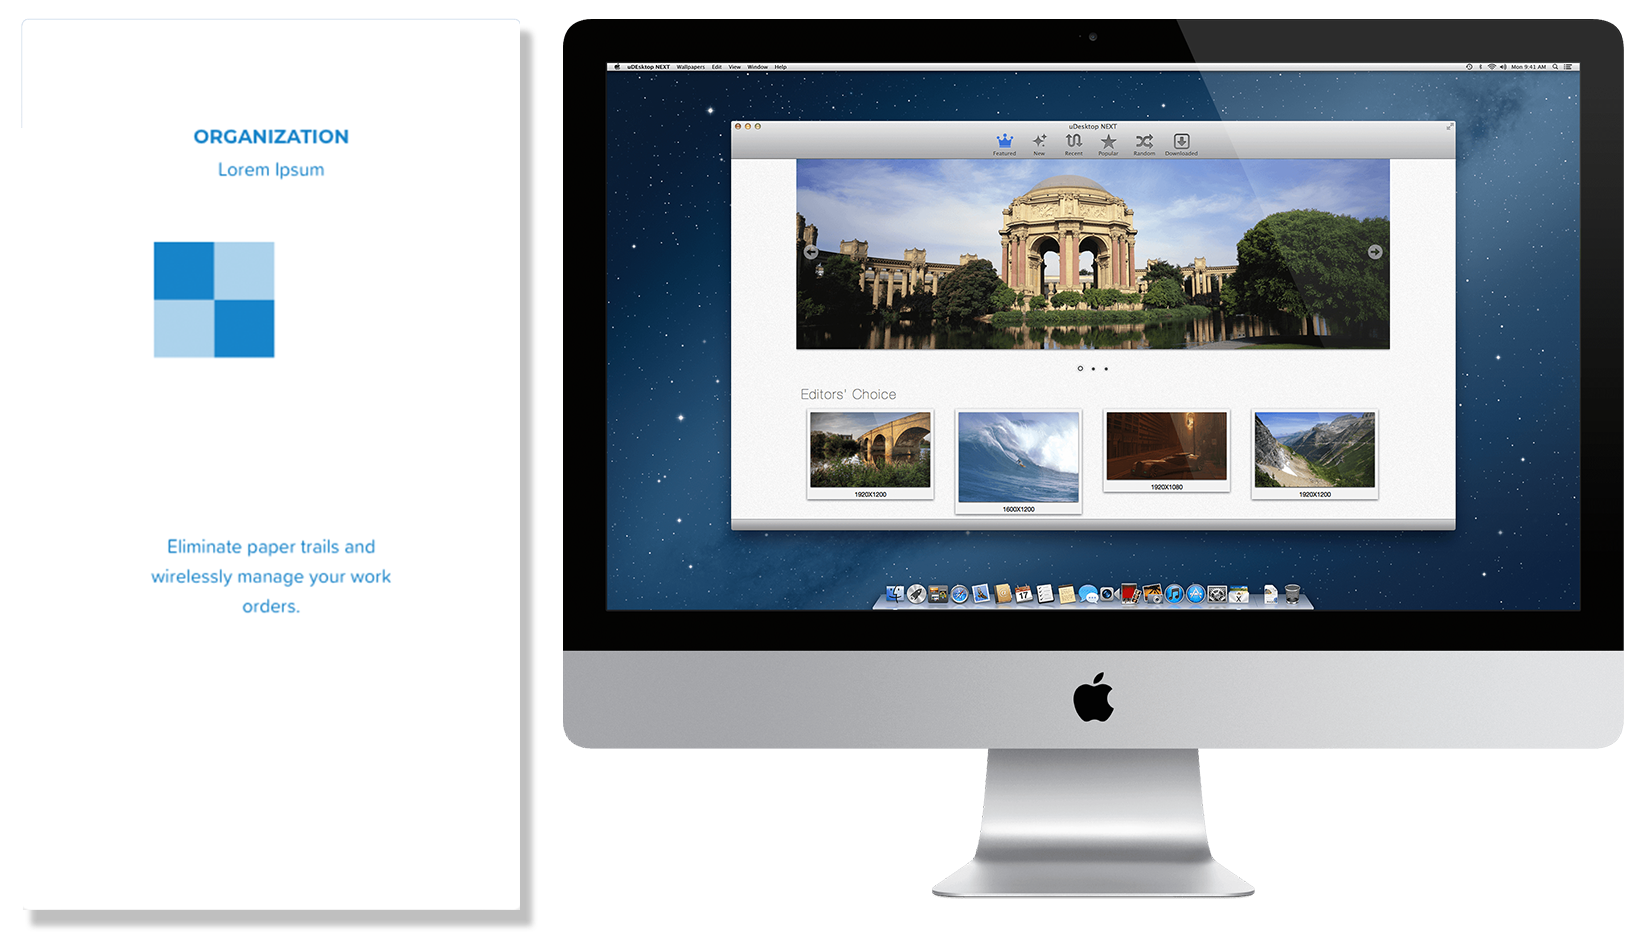 ORGANIZATION
Lorem Ipsum
Eliminate paper trails and
wirelessly manage your work
orders.
uDEsktop NEXT Wallpapers Edit View Window Help
Mon 9:41 AM
uDesktop NEXT
Featured New Recent Popular Random Downloaded
Editors' Choice
1920X1200
1600X1200
1920X1080
1920X1200
17